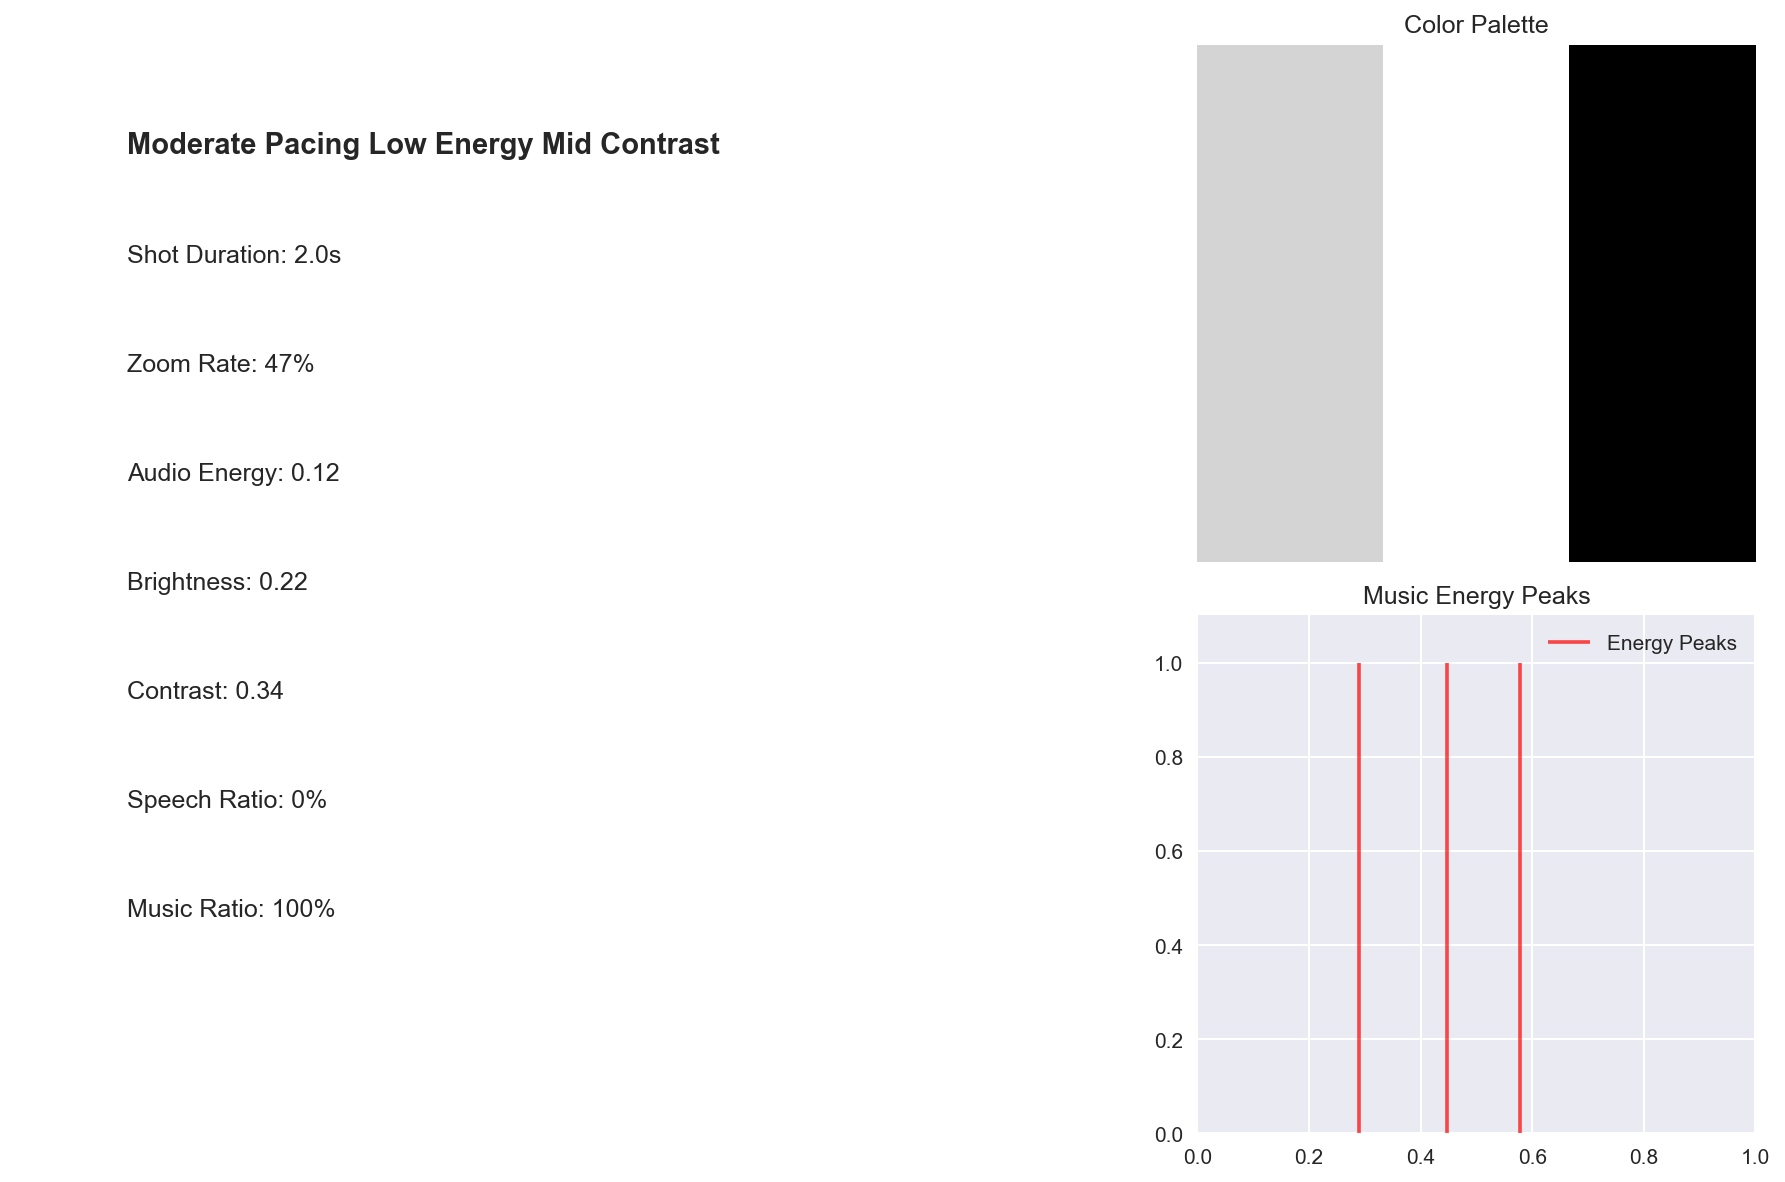 Moderate Pacing Low Energy Mid Contrast
Shot Duration: 2.0s
Zoom Rate: 47%
Audio Energy: 0.12
Brightness: 0.22
Contrast: 0.34
Speech Ratio: 0%
Music Ratio: 100%
Color Palette
Music Energy Peaks
Energy Peaks
1.0
0.8
0.6
0.4
0.2
0.0
0.0 0.2 0.4 0.6 0.8 1.0